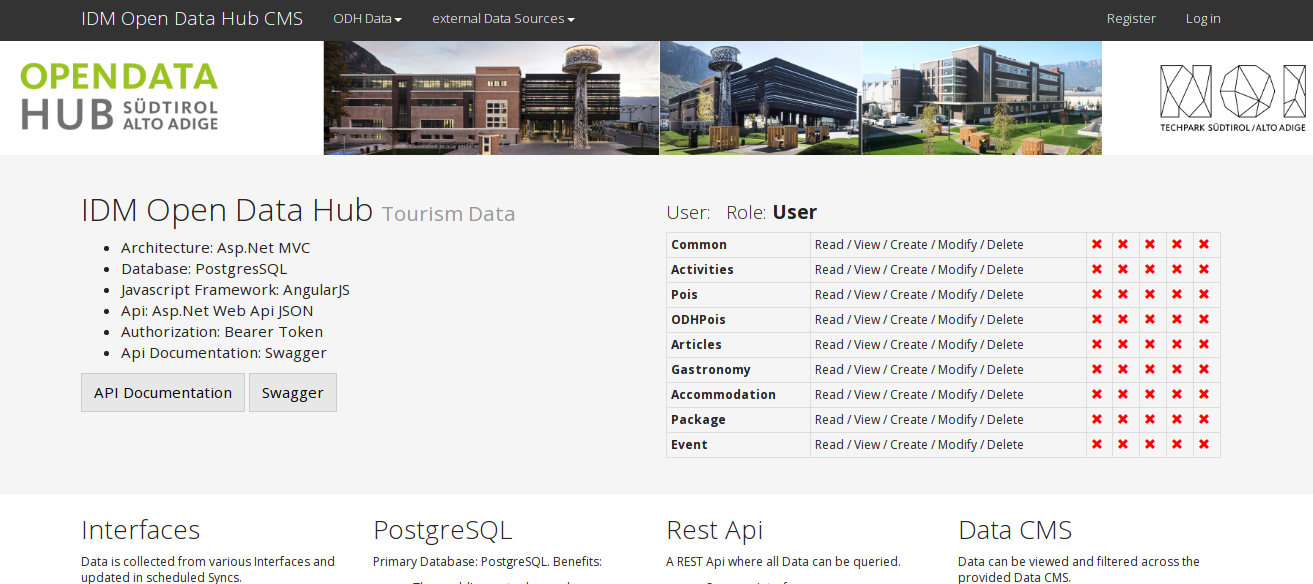 IDM Open Data Hub CMS ODH Data external Data Sources Register Log in
OPENDATA
HUB SÜDTIROL
ALTO ADIGE
NOI
TECHPARK SÜDTIROL / ALTO ADIGE
IDM Open Data Hub Tourism Data
Architecture: Asp.Net MVC
Database: PostgresSQL
Javascript Framework: AngularJS
Api: Asp.Net Web Api JSON
Authorization: Bearer Token
Api Documentation: Swagger
API Documentation Swagger
User: Role: User
Common Read / View / Create / Modify / Delete
Activities Read / View / Create / Modify / Delete
Pois Read / View / Create / Modify / Delete
ODHPois Read / View / Create / Modify / Delete
Articles Read / View / Create / Modify / Delete
Gastronomy Read / View / Create / Modify / Delete
Accommodation Read / View / Create / Modify / Delete
Package Read / View / Create / Modify / Delete
Event Read / View / Create / Modify / Delete
Interfaces
Data is collected from various Interfaces and
updated in scheduled Syncs.
PostgreSQL
Primary Database: PostgreSQL. Benefits:
Rest Api
A REST Api where all Data can be queried.
Data CMS
Data can be viewed and filtered across the
provided Data CMS.